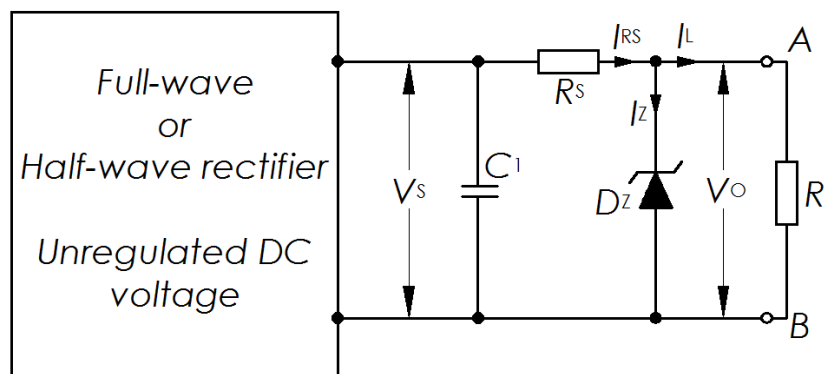 Full-wave
or
Half-wave rectifier
Unregulated DC
voltage
VS
C1
RS
IRS
IL
IZ
DZ
VO
A
R
B